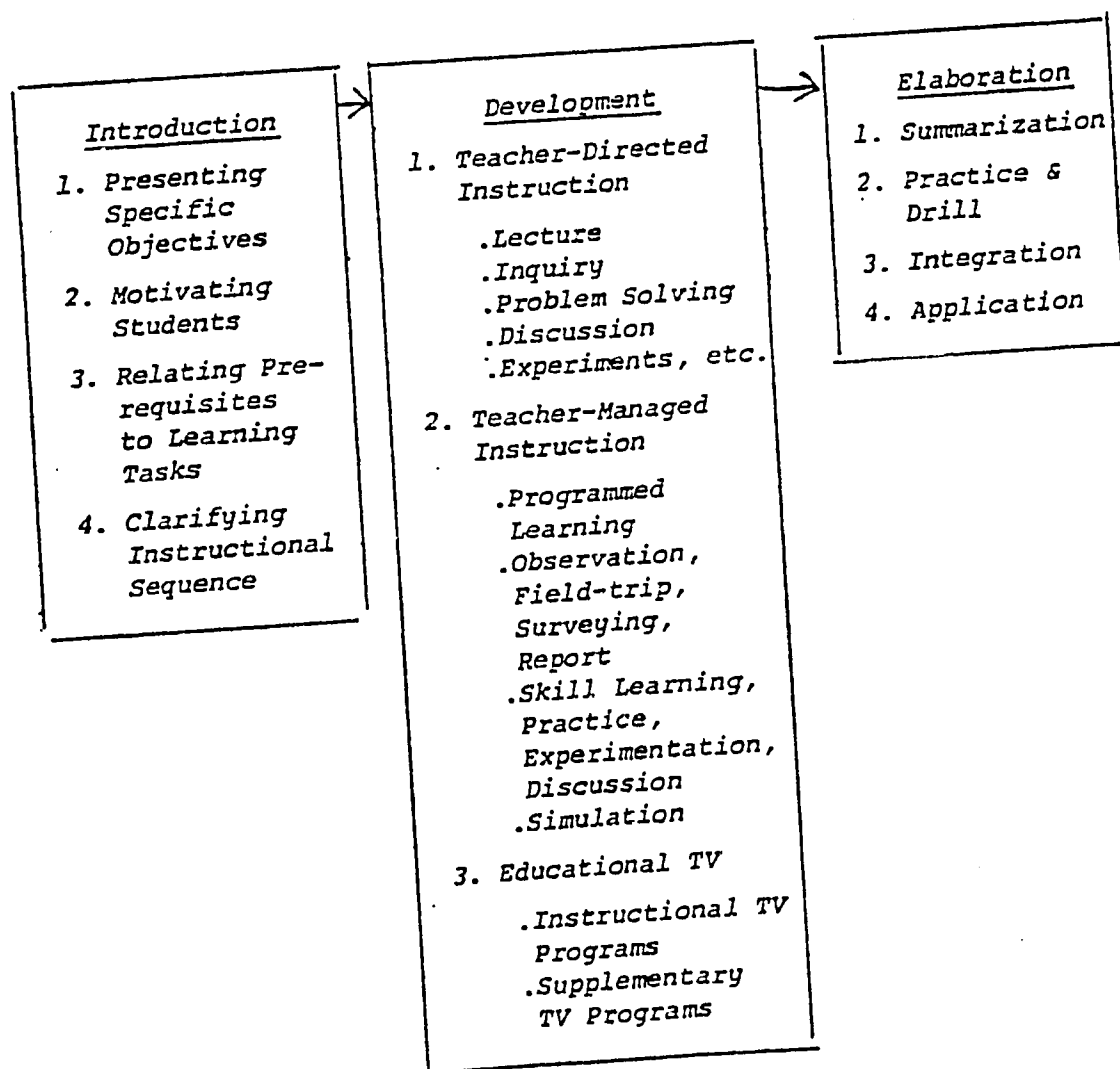 Introduction
1. Presenting
Specific
Objectives
2. Motivating
Students
3. Relating Pre-
requisites
to Learning
Tasks
4. Clarifying
Instructional
Sequence
Development
1. Teacher-Directed
Instruction
.Lecture
.Inquiry
.Problem Solving
.Discussion
.Experiments, etc.
2. Teacher-Managed
Instruction
.Programmed
Learning
.Observation,
Field-trip,
Surveying,
Report
.Skill Learning,
Practice,
Experimentation,
Discussion
.Simulation
3. Educational TV
.Instructional TV
Programs
.Supplementary
TV Programs
Elaboration
1. Summarization
2. Practice &
Drill
3. Integration
4. Application